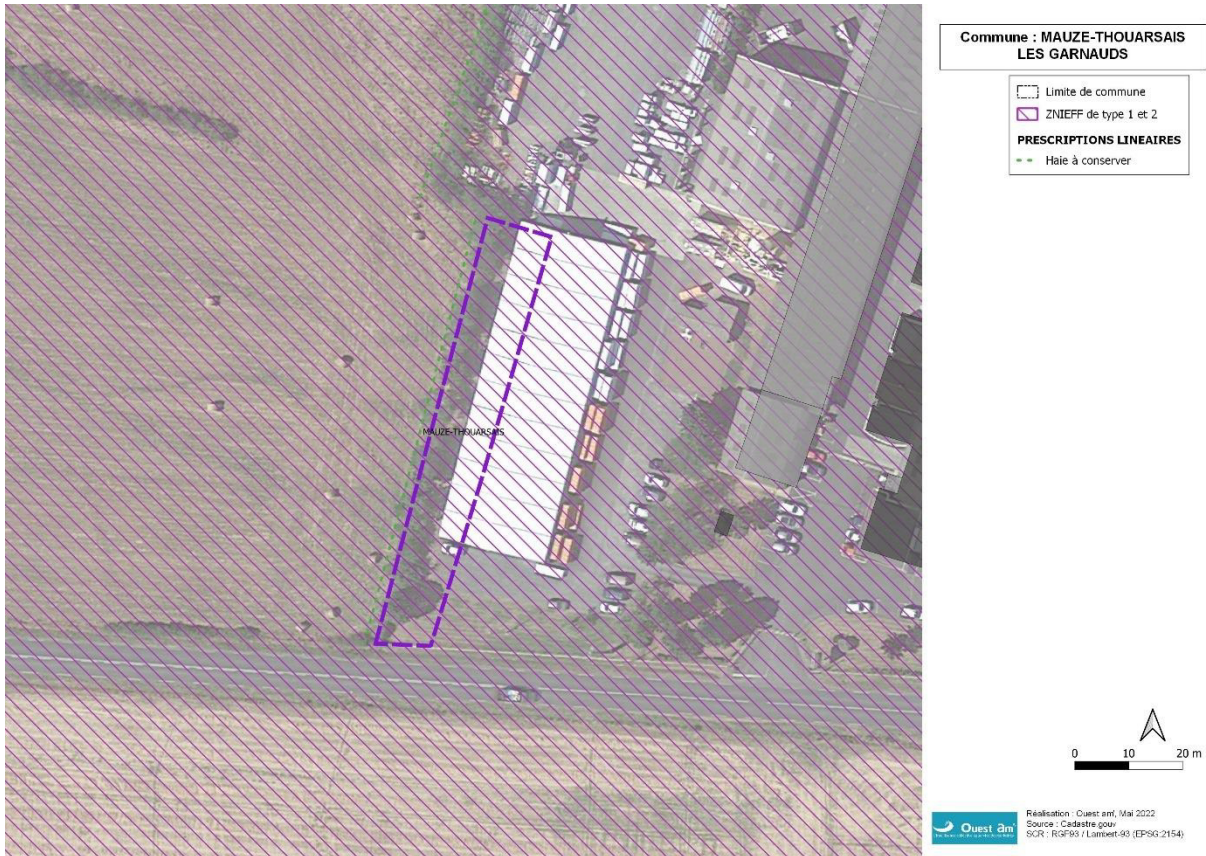 Commune : MAUZE-THOUARSAIS
LES GARNAUDS
Limite de commune
ZNIEFF de type 1 et 2
PRESCRIPTIONS LINEAIRES
Haie à conserver
MAUZE-THOUARSAIS
0 10 20 m
Ouest am'
Réalisation : Ouest am', Mai 2022
Source : Cadastre.gouv
SCR : RGF93 / Lambert-93 (EPSG:2154)